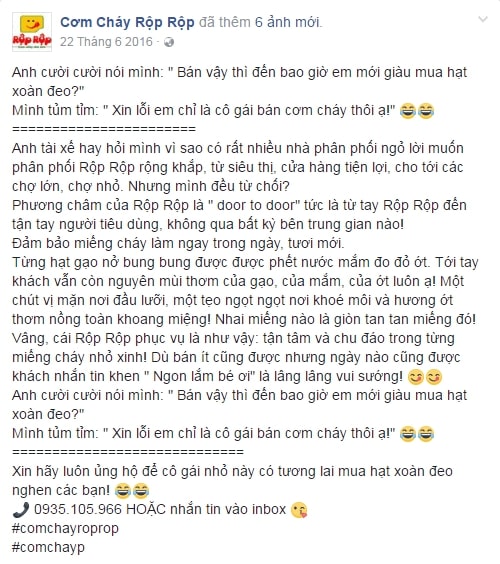 RỘP RỘP
Cơm Cháy Rộp Rộp đã thêm 6 ảnh mới.
22 Tháng 6 2016 ·
Anh cười cười nói mình: " Bán vậy thì đến bao giờ em mới giàu mua hạt
xoàn đeo?"
Mình tủm tỉm: " Xin lỗi em chỉ là cô gái bán cơm cháy thôi ạ!" 😂😂
========================
Anh tài xế hay hỏi mình vì sao có rất nhiều nhà phân phối ngỏ lời muốn
phân phối Rộp Rộp rộng khắp, từ siêu thị, cửa hàng tiện lợi, cho tới các
chợ lớn, chợ nhỏ. Nhưng mình đều từ chối?
Phương châm của Rộp Rộp là " door to door" tức là từ tay Rộp Rộp đến
tận tay người tiêu dùng, không qua bất kỳ bên trung gian nào!
Đảm bảo miếng cháy làm ngay trong ngày, tươi mới.
Từng hạt gạo nở bung bung được được phết nước mắm đo đỏ ớt. Tới tay
khách vẫn còn nguyên mùi thơm của gạo, của mắm, của ớt luôn ạ! Một
chút vị mặn nơi đầu lưỡi, một tẹo ngọt ngọt nơi khoé môi và hương ớt
thơm nồng toàn khoang miệng! Nhai miếng nào là giòn tan tan miếng đó!
Vâng, cái Rộp Rộp phục vụ là như vậy: tận tâm và chu đáo trong từng
miếng cháy nhỏ xinh! Dù bán ít cũng được nhưng ngày nào cũng được
khách nhắn tin khen " Ngon lắm bé ơi" là lâng lâng vui sướng! 😋😋
Anh cười cười nói mình: " Bán vậy thì đến bao giờ em mới giàu mua hạt
xoàn đeo?"
Mình tủm tỉm: " Xin lỗi em chỉ là cô gái bán cơm cháy thôi ạ!" 😂😂
==============================
Xin hãy luôn ủng hộ để cô gái nhỏ này có tương lai mua hạt xoàn đeo
nghen các bạn! 😂😂
📞 0935.105.966 HOẶC nhắn tin vào inbox 😘
#comchayroprop
#comchayp